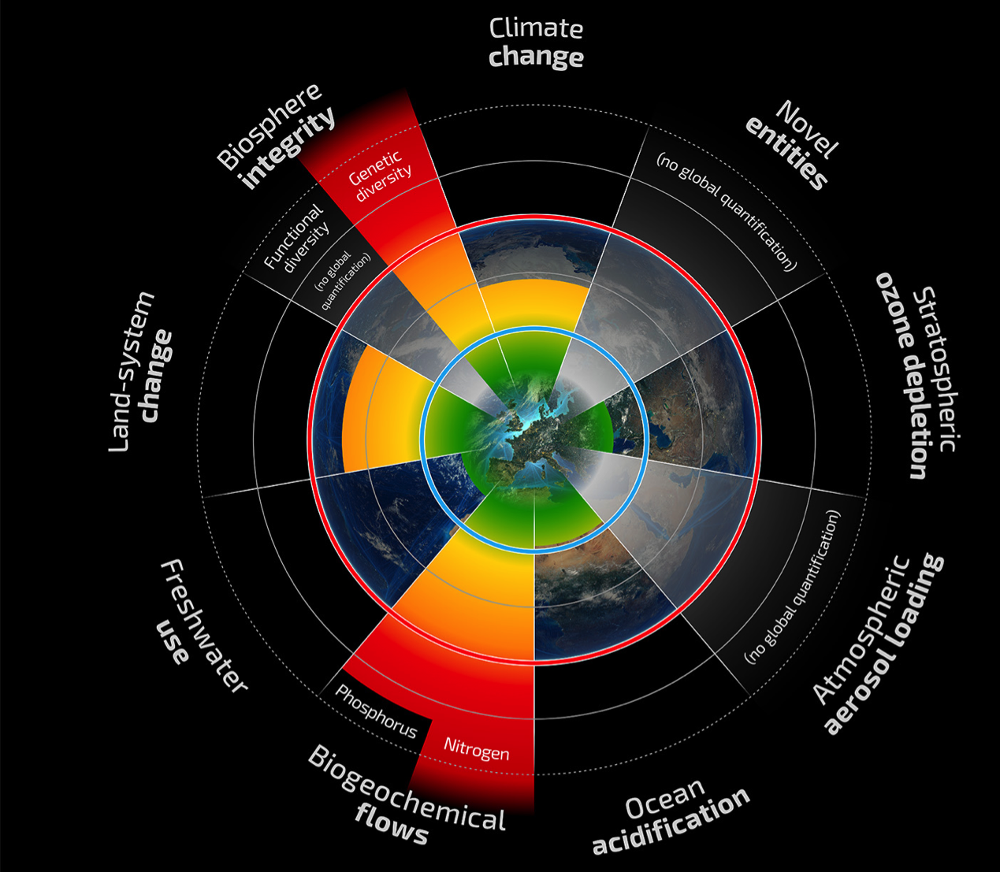 Climate
change
Novel
entities
(no global quantification)
Stratospheric
ozone depletion
(no global quantification)
Atmospheric
aerosol loading
Ocean
acidification
Biogeochemical
flows
Phosphorus
Nitrogen
Freshwater
use
Land-system
change
Biosphere
integrity
Functional
diversity
(no global
quantification)
Genetic
diversity